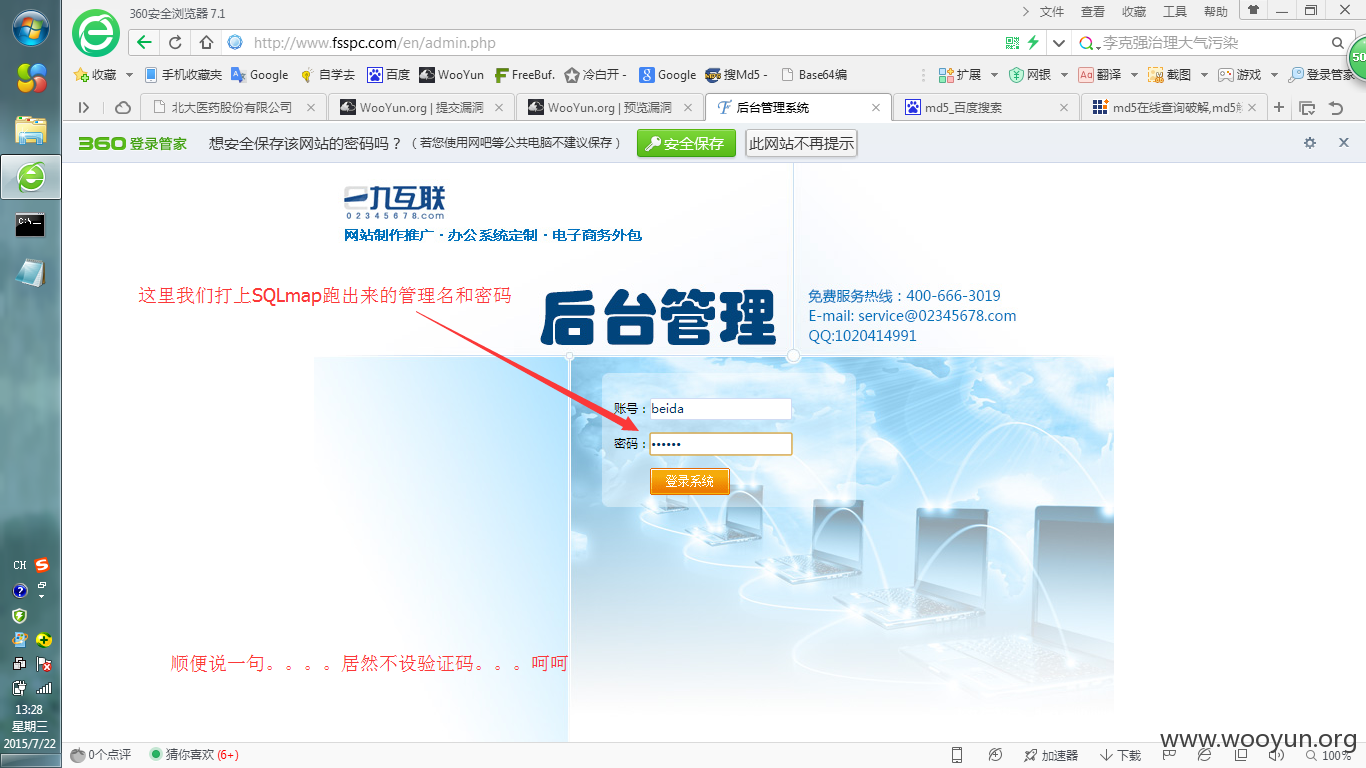 360安全浏览器 7.1
文件 查看 收藏 工具 帮助
http://www.fsspc.com/en/admin.php
李克强治理大气污染
50
收藏 手机收藏夹 Google 自学去 百度 WooYun FreeBuf. 冷白开 - Google 搜Md5 - Base64编 扩展 网银 翻译 截图 游戏 登录管家
北大医药股份有限公司 WooYun.org | 提交漏洞 WooYun.org | 预览漏洞 后台管理系统 md5_百度搜索 md5在线查询破解,md5
360登录管家 想安全保存该网站的密码吗？（若您使用网吧等公共电脑不建议保存） 安全保存 此网站不再提示
一九互联
02345678.com
网站制作推广 · 办公系统定制 · 电子商务外包
这里我们打上SQLmap跑出来的管理名和密码
后台管理
免费服务热线：400-666-3019
E-mail: service@02345678.com
QQ:1020414991
账号：beida
密码：••••••
登录系统
顺便说一句。。。。居然不设验证码。。。呵呵
CH
13:28
星期三
2015/7/22
0个点评 猜你喜欢 (6+)
加速器 下载 100%
www.wooyun.org